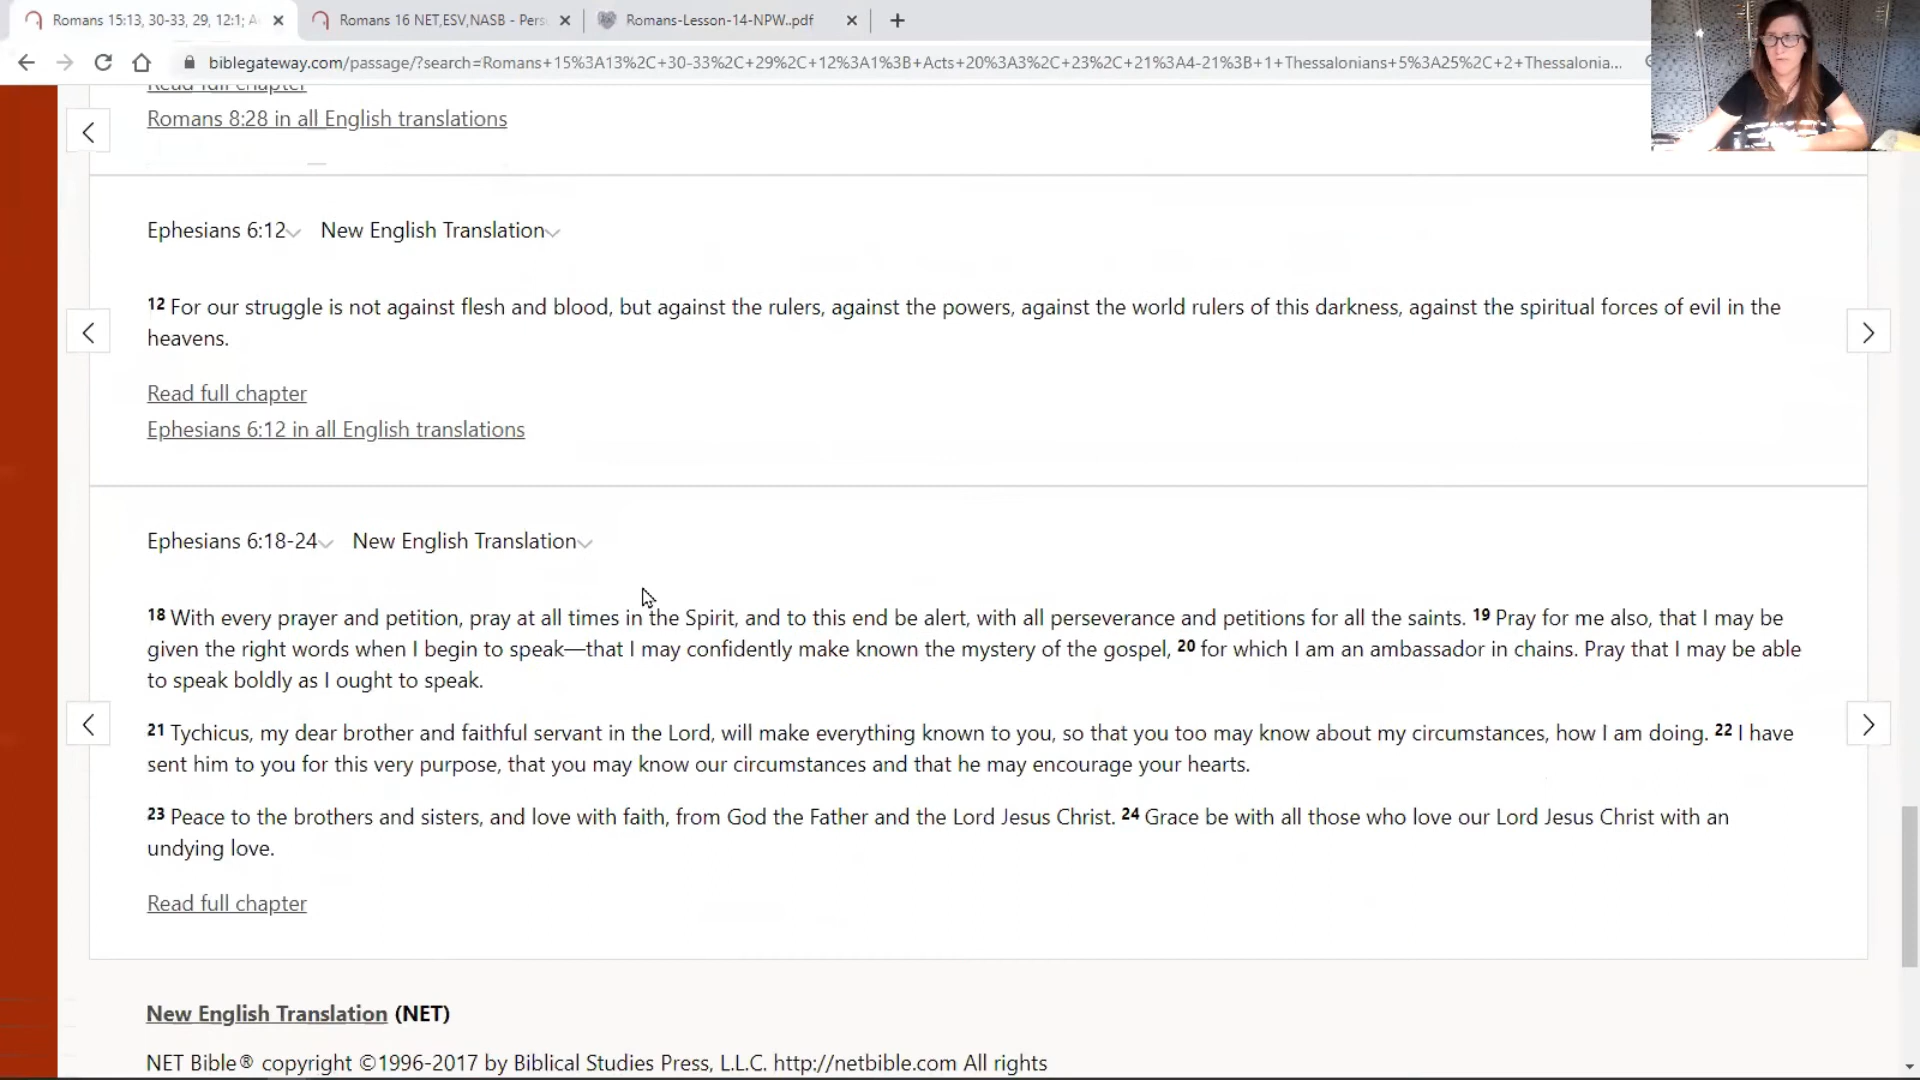 Romans 15:13, 30-33, 29, 12:1; A
Romans 16 NET,ESV,NASB - Pers
Romans-Lesson-14-NPW..pdf
biblegateway.com/passage/?search=Romans+15%3A13%2C+30-33%2C+29%2C+12%3A1%3B+Acts+20%3A3%2C+23%2C+21%3A4-21%3B+1+Thessalonians+5%3A25%2C+2+Thessalonia...
Read full chapter
Romans 8:28 in all English translations
Ephesians 6:12 New English Translation
12 For our struggle is not against flesh and blood, but against the rulers, against the powers, against the world rulers of this darkness, against the spiritual forces of evil in the
heavens.
Read full chapter
Ephesians 6:12 in all English translations
Ephesians 6:18-24 New English Translation
18 With every prayer and petition, pray at all times in the Spirit, and to this end be alert, with all perseverance and petitions for all the saints. 19 Pray for me also, that I may be
given the right words when I begin to speak—that I may confidently make known the mystery of the gospel, 20 for which I am an ambassador in chains. Pray that I may be able
to speak boldly as I ought to speak.
21 Tychicus, my dear brother and faithful servant in the Lord, will make everything known to you, so that you too may know about my circumstances, how I am doing. 22 I have
sent him to you for this very purpose, that you may know our circumstances and that he may encourage your hearts.
23 Peace to the brothers and sisters, and love with faith, from God the Father and the Lord Jesus Christ. 24 Grace be with all those who love our Lord Jesus Christ with an
undying love.
Read full chapter
New English Translation (NET)
NET Bible® copyright ©1996-2017 by Biblical Studies Press, L.L.C. http://netbible.com All rights